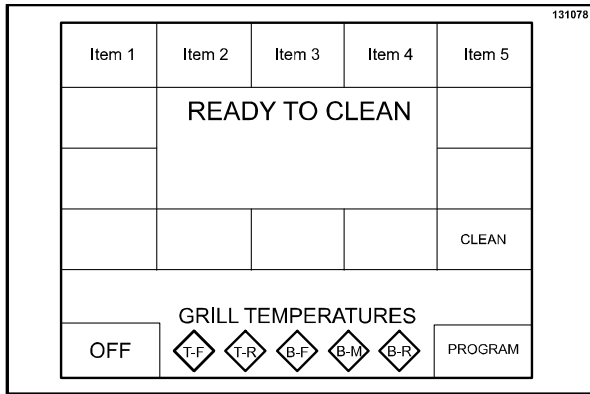 131078
Item 1 Item 2 Item 3 Item 4 Item 5
READY TO CLEAN
CLEAN
GRILL TEMPERATURES
OFF T-F T-R B-F B-M B-R PROGRAM